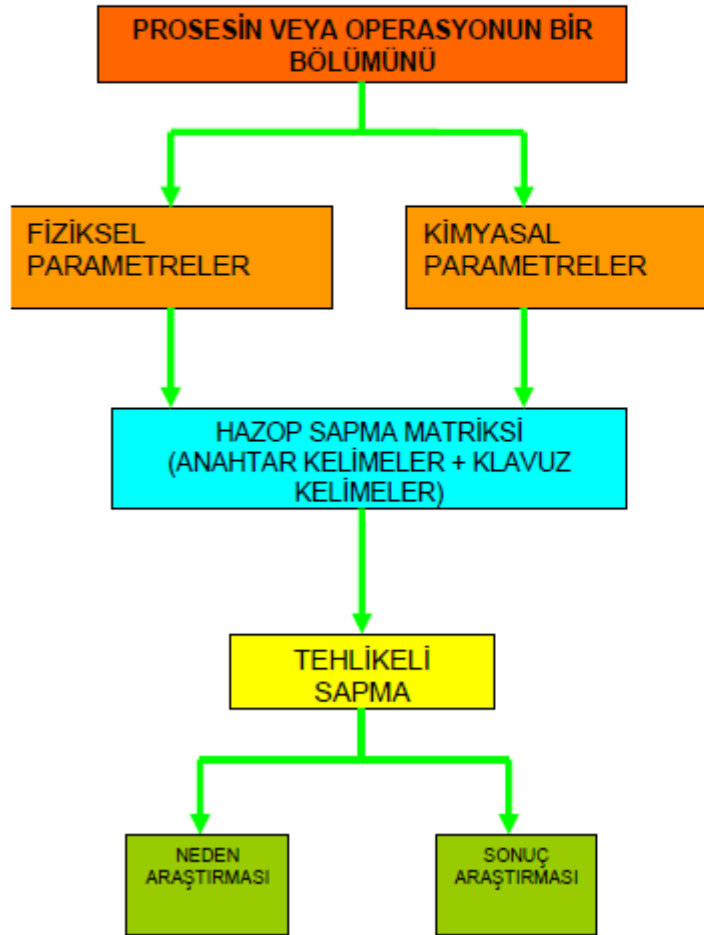 PROSESİN VEYA OPERASYONUN BİR
BÖLÜMÜNÜ
FİZİKSEL
PARAMETRELER
KİMYASAL
PARAMETRELER
HAZOP SAPMA MATRİKSİ
(ANAHTAR KELİMELER + KLAVUZ
KELİMELER)
TEHLİKELİ
SAPMA
NEDEN
ARAŞTIRMASI
SONUÇ
ARAŞTIRMASI